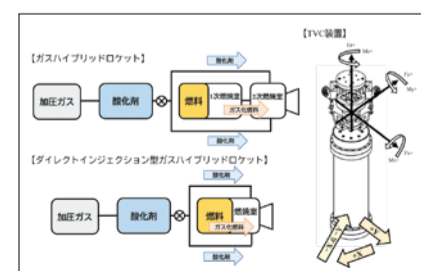 【TVC装置】
【ガスハイブリッドロケット】
酸化剤
加圧ガス
酸化剤
燃料
1次燃焼室
2次燃焼室
ガス化燃料
酸化剤
【ダイレクトインジェクション型ガスハイブリッドロケット】
酸化剤
加圧ガス
酸化剤
燃料
燃焼室
ガス化燃料
酸化剤